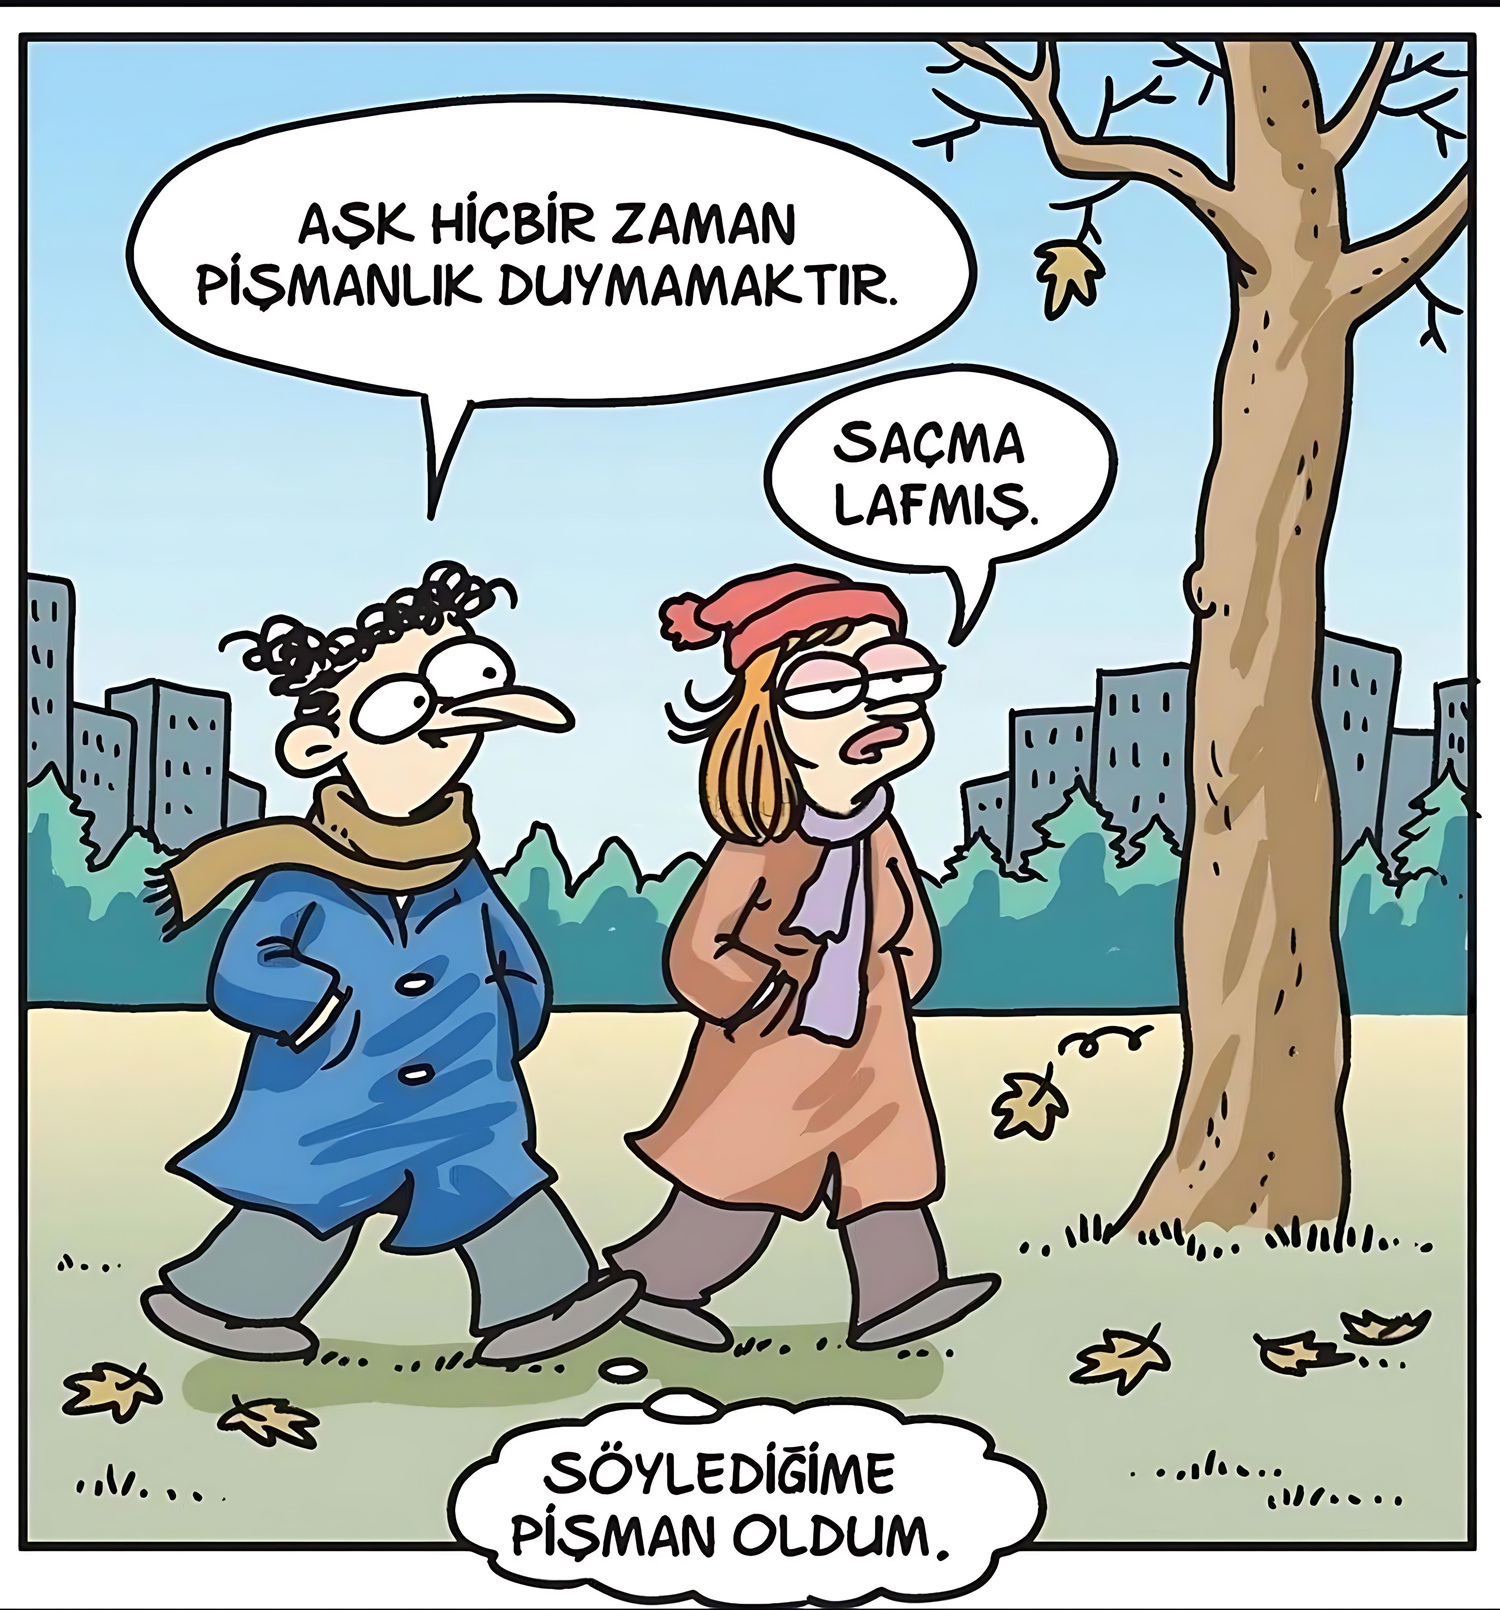 AŞK HİÇBİR ZAMAN
PİŞMANLIK DUYMAMAKTIR.
SAÇMA
LAFMIŞ.
SÖYLEDİĞİME
PİŞMAN OLDUM.